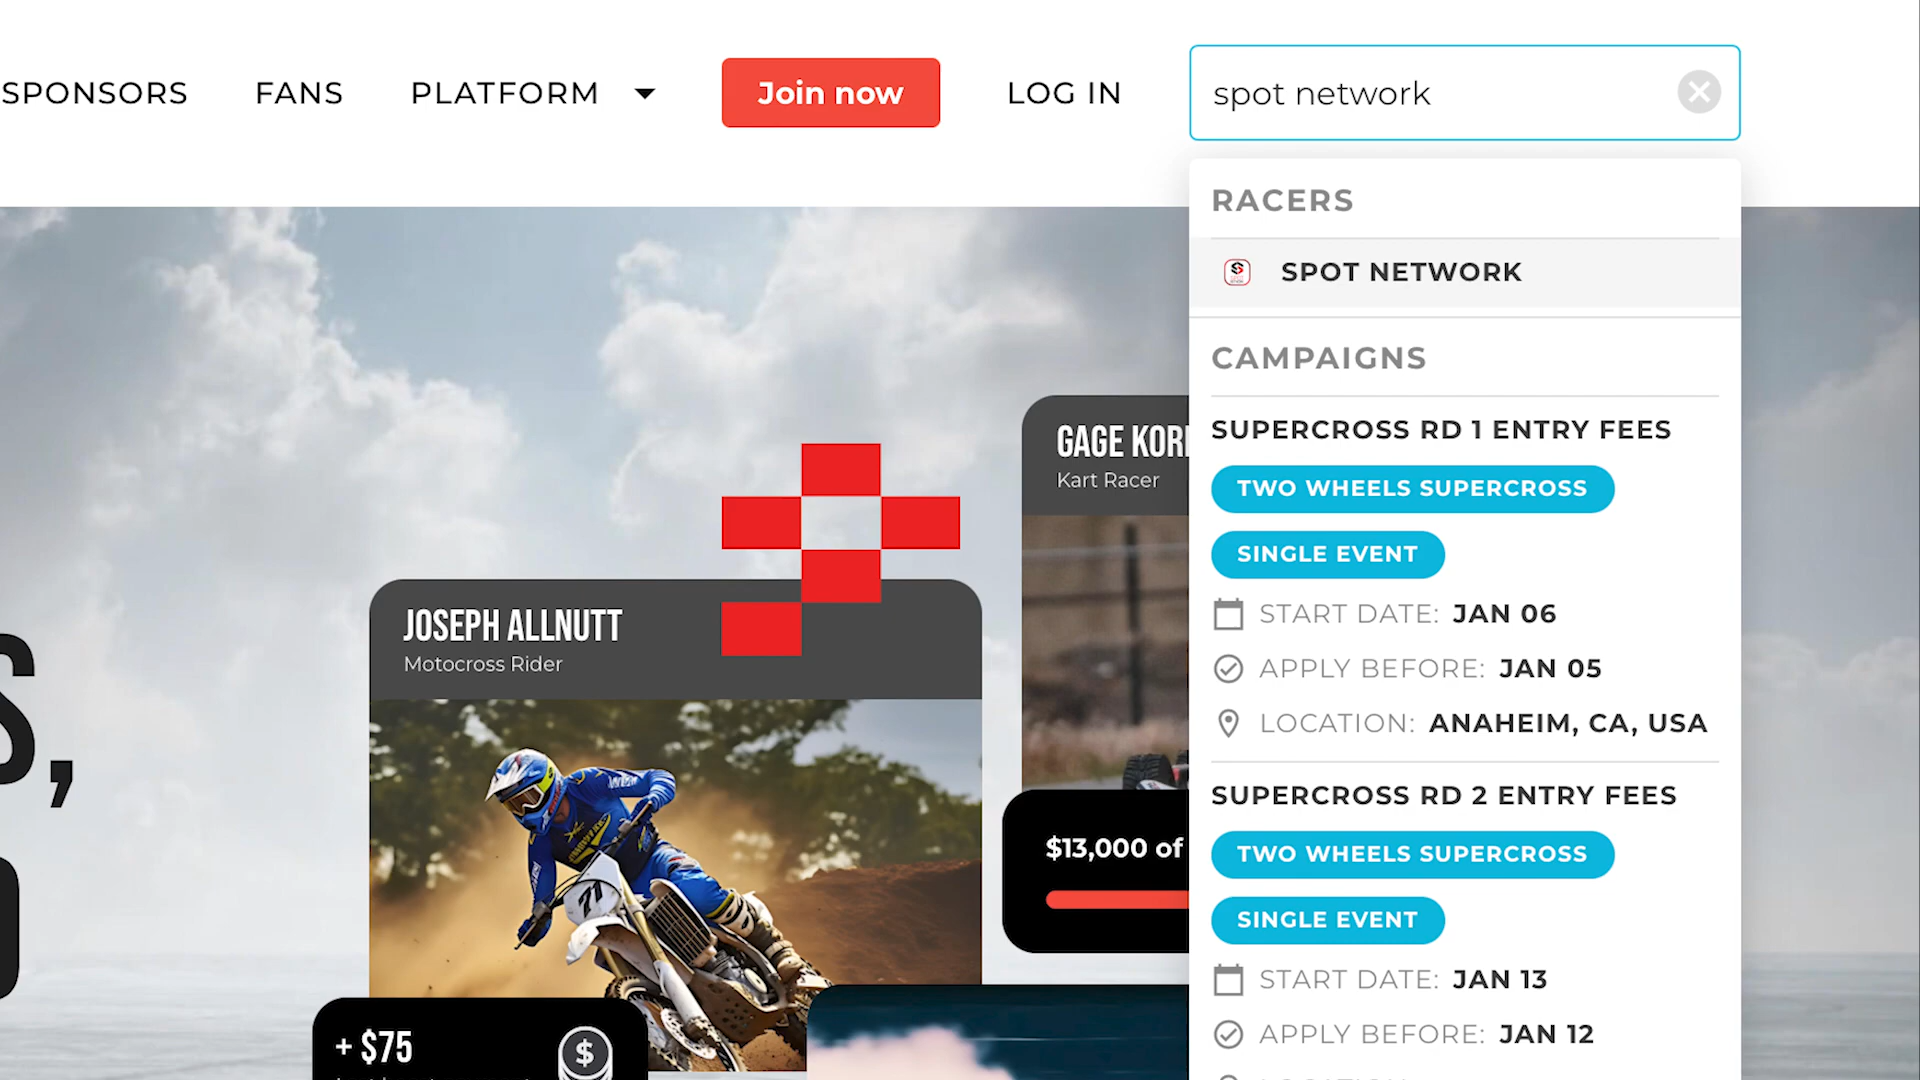 SPONSORS FANS PLATFORM Join now LOG IN spot network
RACERS
SPOT NETWORK
CAMPAIGNS
SUPERCROSS RD 1 ENTRY FEES
TWO WHEELS SUPERCROSS
SINGLE EVENT
START DATE: JAN 06
APPLY BEFORE: JAN 05
LOCATION: ANAHEIM, CA, USA
SUPERCROSS RD 2 ENTRY FEES
TWO WHEELS SUPERCROSS
SINGLE EVENT
START DATE: JAN 13
APPLY BEFORE: JAN 12
GAGE
Kart Racer
$13,000 of
JOSEPH ALLNUTT
Motocross Rider
21
+ $75
$
S,